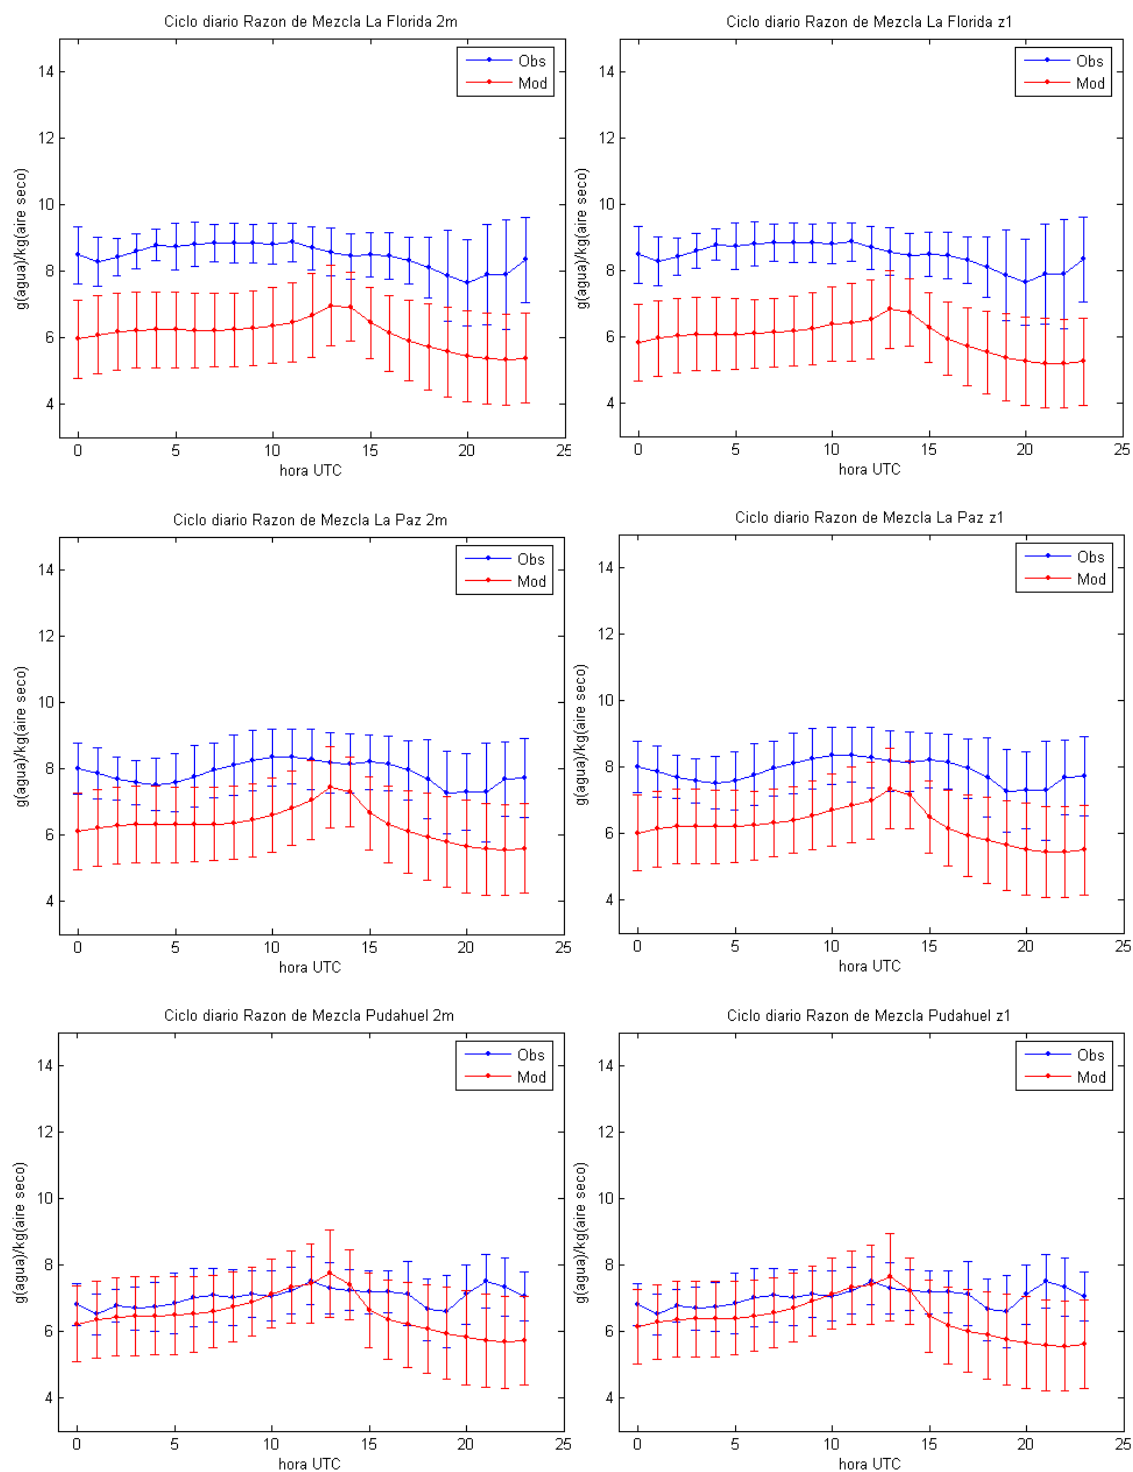 Ciclo diario Razon de Mezcla La Florida 2m
14
12
10
8
6
4
0 5 10 15 20 25
g(agua)/kg(aire seco)
hora UTC
Obs
Mod
Ciclo diario Razon de Mezcla La Florida z1
14
12
10
8
6
4
0 5 10 15 20 25
g(agua)/kg(aire seco)
hora UTC
Obs
Mod
Ciclo diario Razon de Mezcla La Paz 2m
14
12
10
8
6
4
0 5 10 15 20 25
g(agua)/kg(aire seco)
hora UTC
Obs
Mod
Ciclo diario Razon de Mezcla La Paz z1
14
12
10
8
6
4
0 5 10 15 20 25
g(agua)/kg(aire seco)
hora UTC
Obs
Mod
Ciclo diario Razon de Mezcla Pudahuel 2m
14
12
10
8
6
4
0 5 10 15 20 25
g(agua)/kg(aire seco)
hora UTC
Obs
Mod
Ciclo diario Razon de Mezcla Pudahuel z1
14
12
10
8
6
4
0 5 10 15 20 25
g(agua)/kg(aire seco)
hora UTC
Obs
Mod